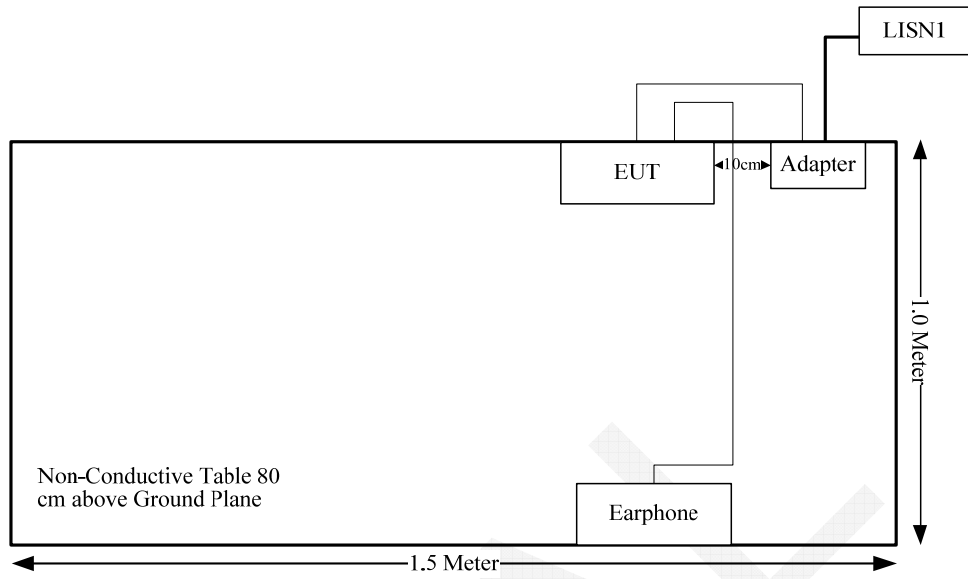 LISN1
EUT
10cm
Adapter
1.0 Meter
Non-Conductive Table 80
cm above Ground Plane
Earphone
1.5 Meter